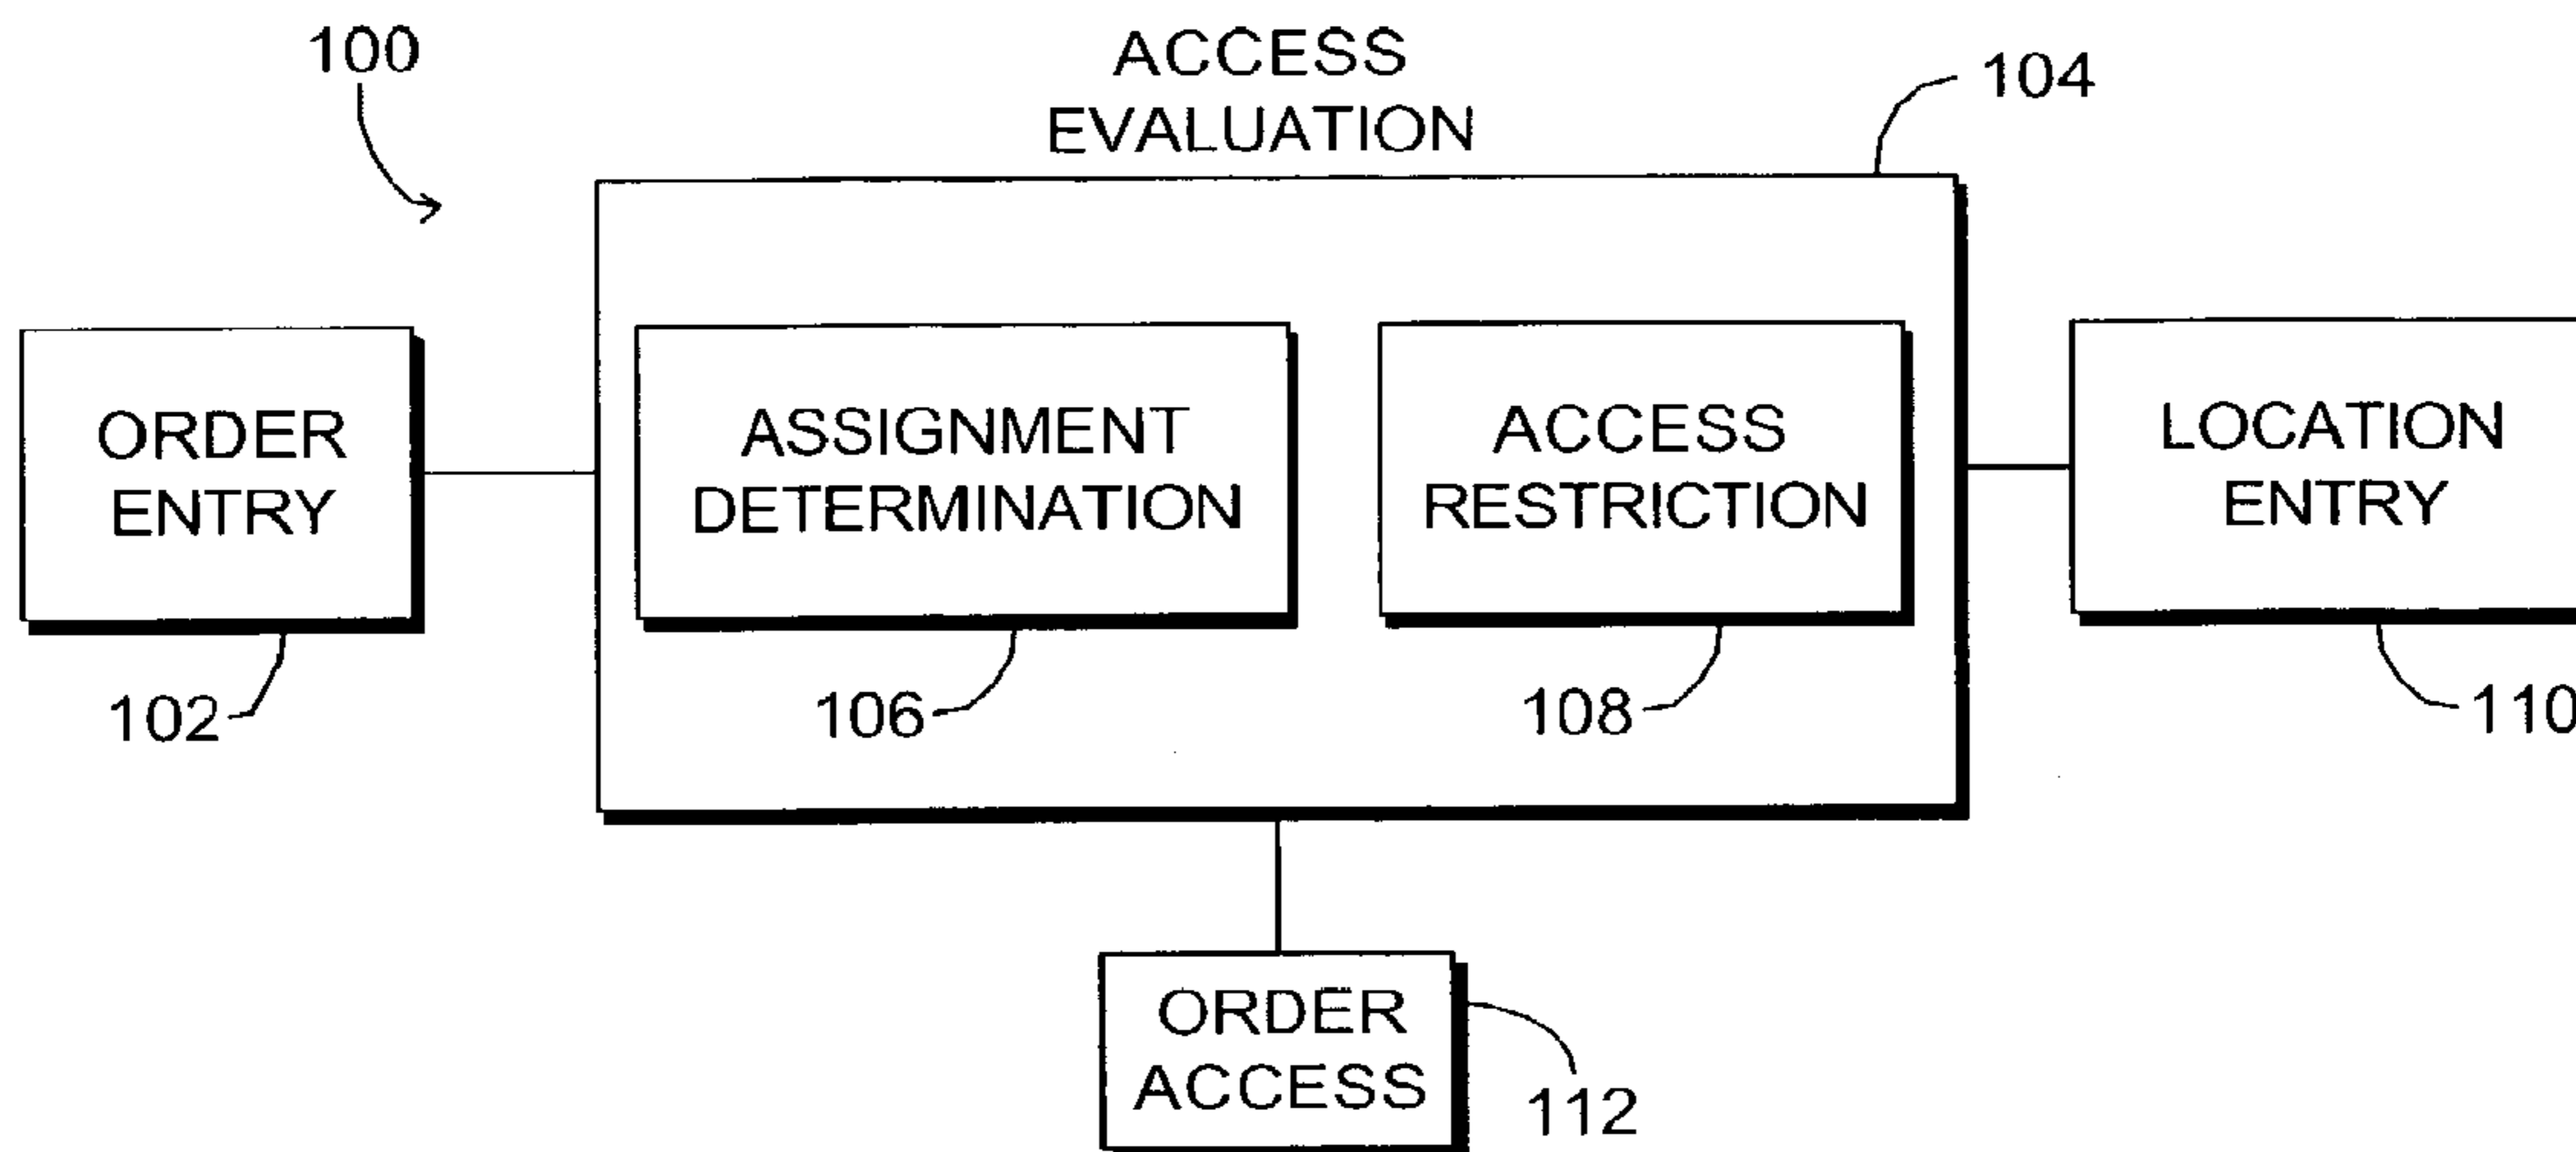 100
ACCESS
EVALUATION
104
ORDER
ENTRY
ASSIGNMENT
DETERMINATION
ACCESS
RESTRICTION
LOCATION
ENTRY
102
106
108
110
ORDER
ACCESS
112